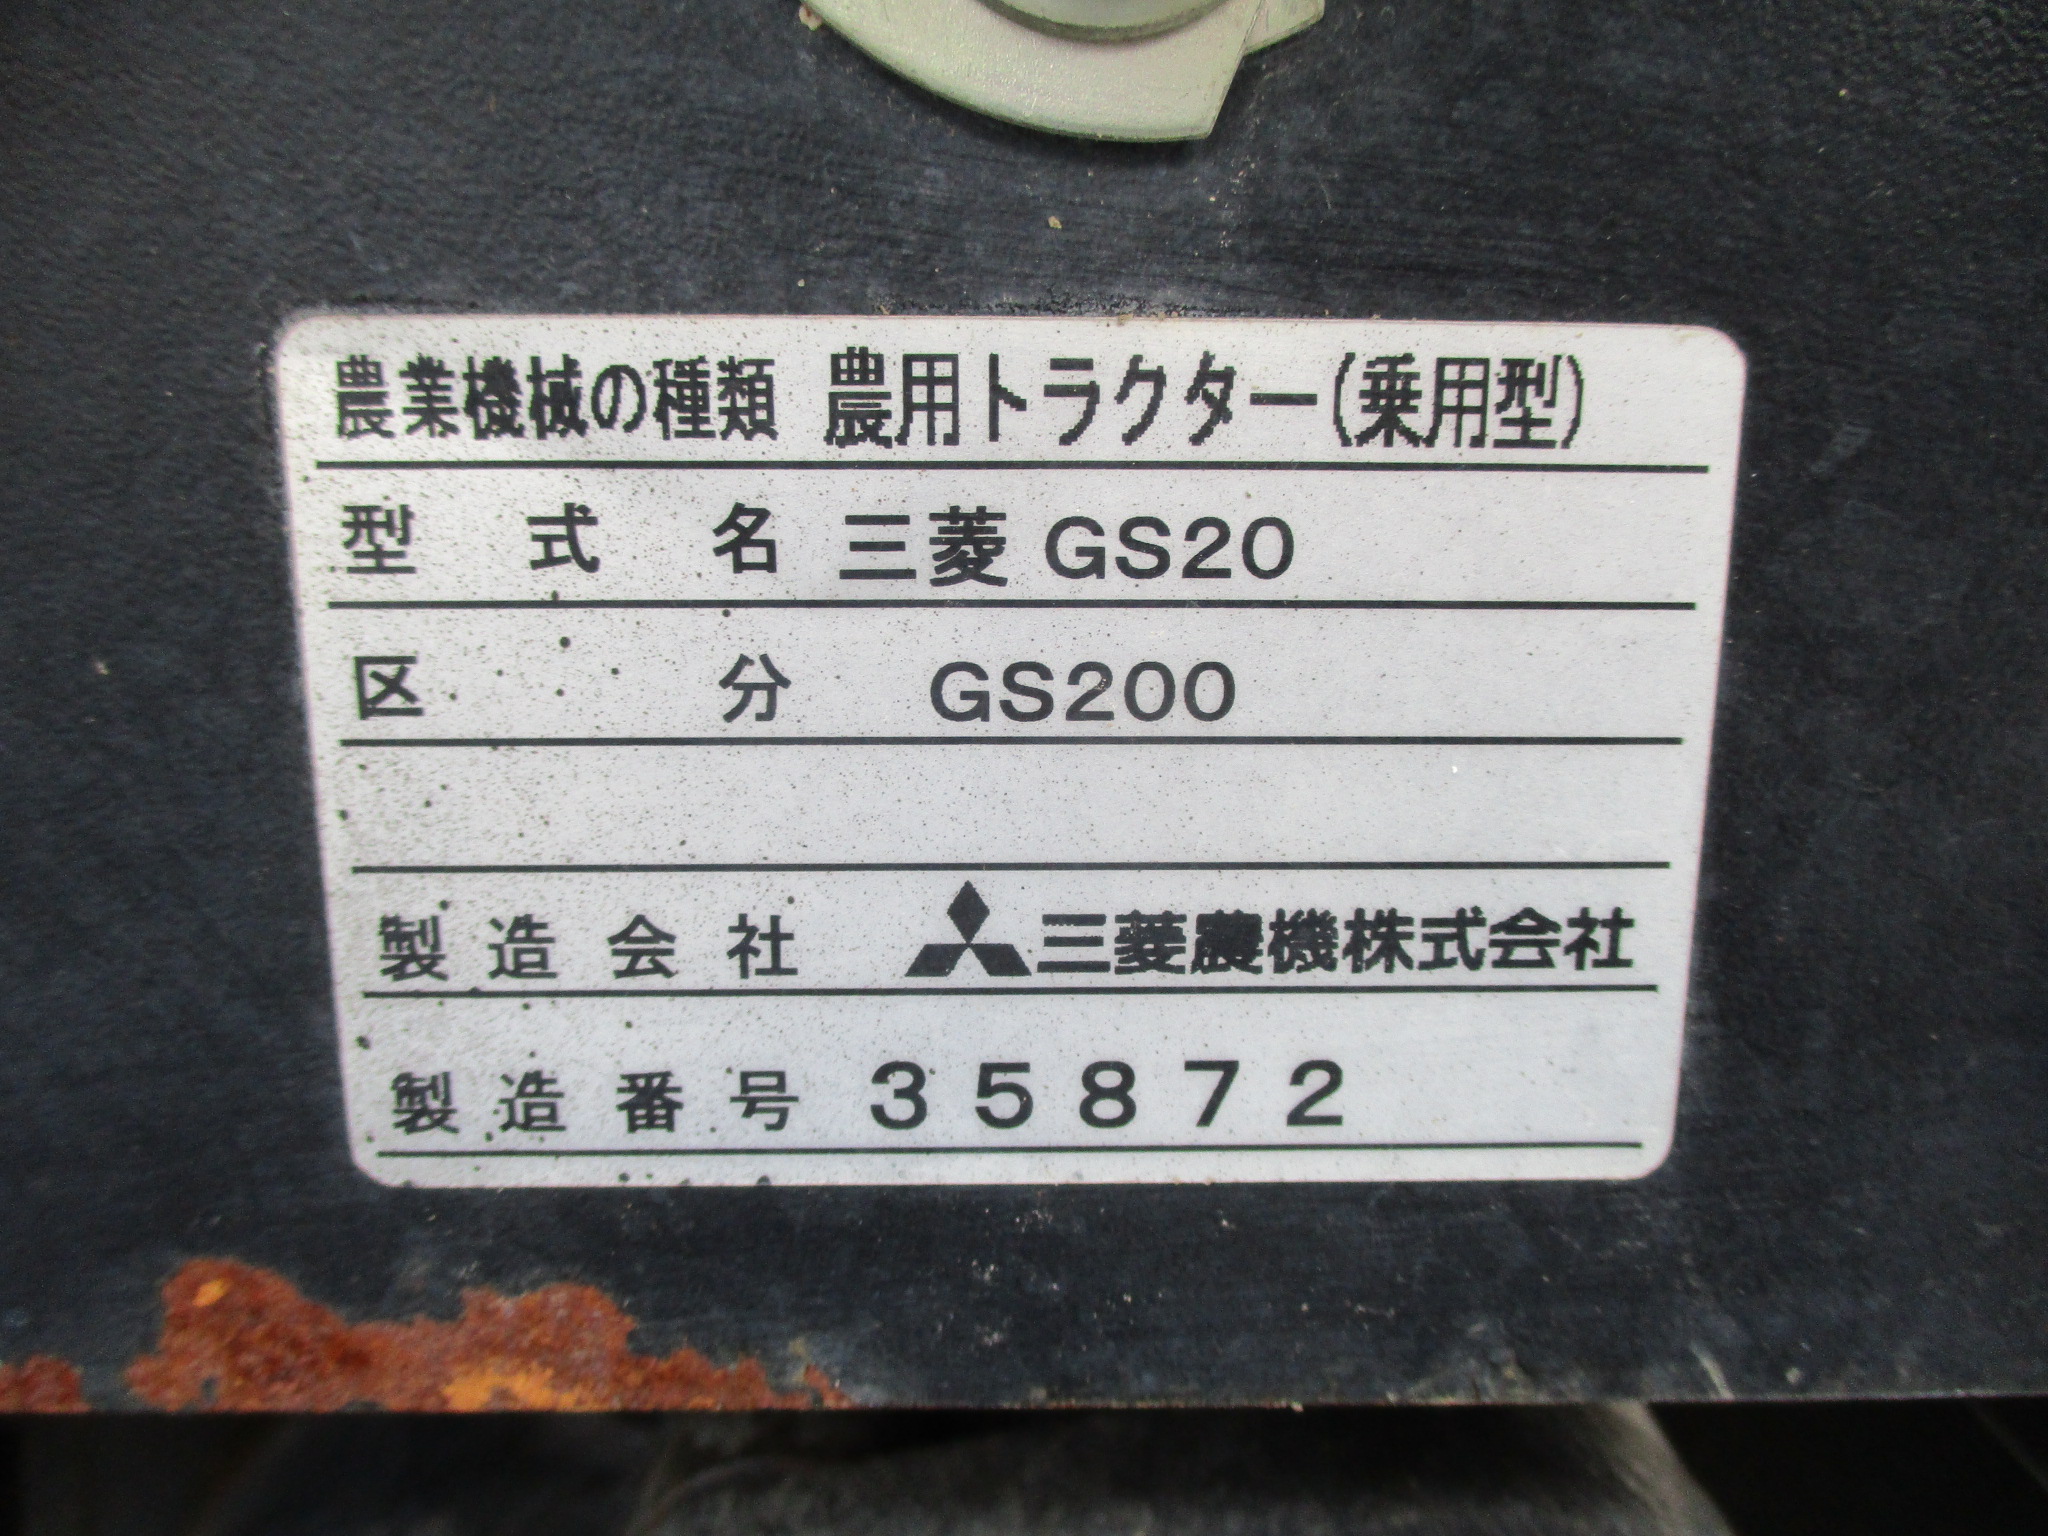 農業機械の種類 農用トラクター(乗用型)
型式名 三菱 GS20
区分 GS200
製造会社 三菱農機株式会社
製造番号 35872